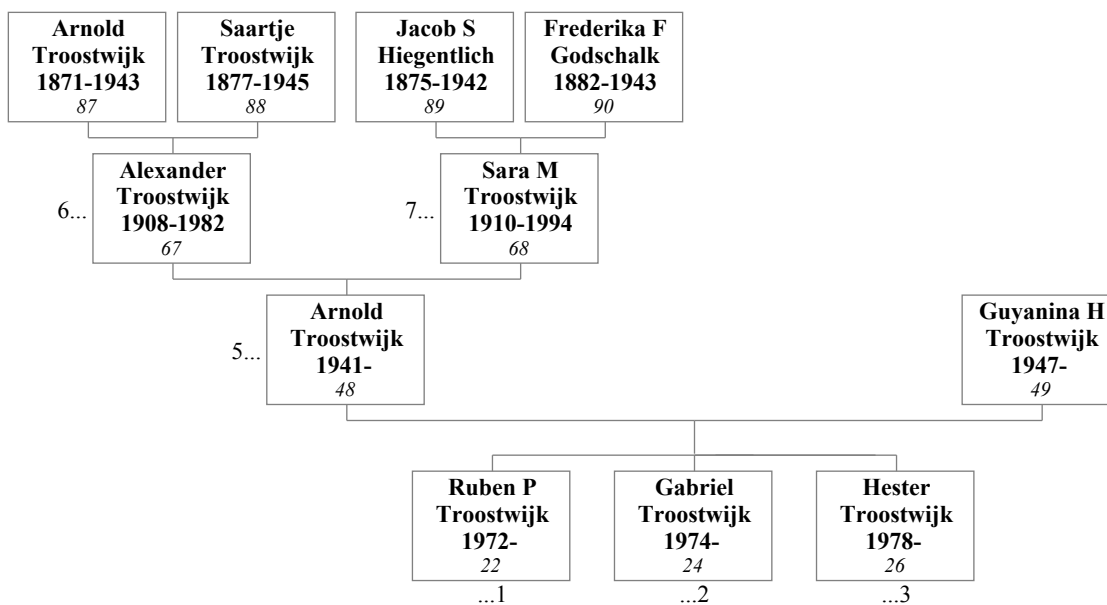 Arnold
Troostwijk
1871-1943
87
Saartje
Troostwijk
1877-1945
88
Jacob S
Hiegentlich
1875-1942
89
Frederika F
Godschalk
1882-1943
90
6...
Alexander
Troostwijk
1908-1982
67
7...
Sara M
Troostwijk
1910-1994
68
5...
Arnold
Troostwijk
1941-
48
Guyanina H
Troostwijk
1947-
49
Ruben P
Troostwijk
1972-
22
...1
Gabriel
Troostwijk
1974-
24
...2
Hester
Troostwijk
1978-
26
...3